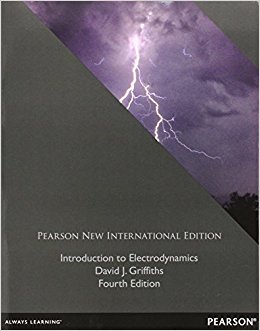 PEARSON NEW INTERNATIONAL EDITION
Introduction to Electrodynamics
David J. Griffiths
Fourth Edition
ALWAYS LEARNING
PEARSON